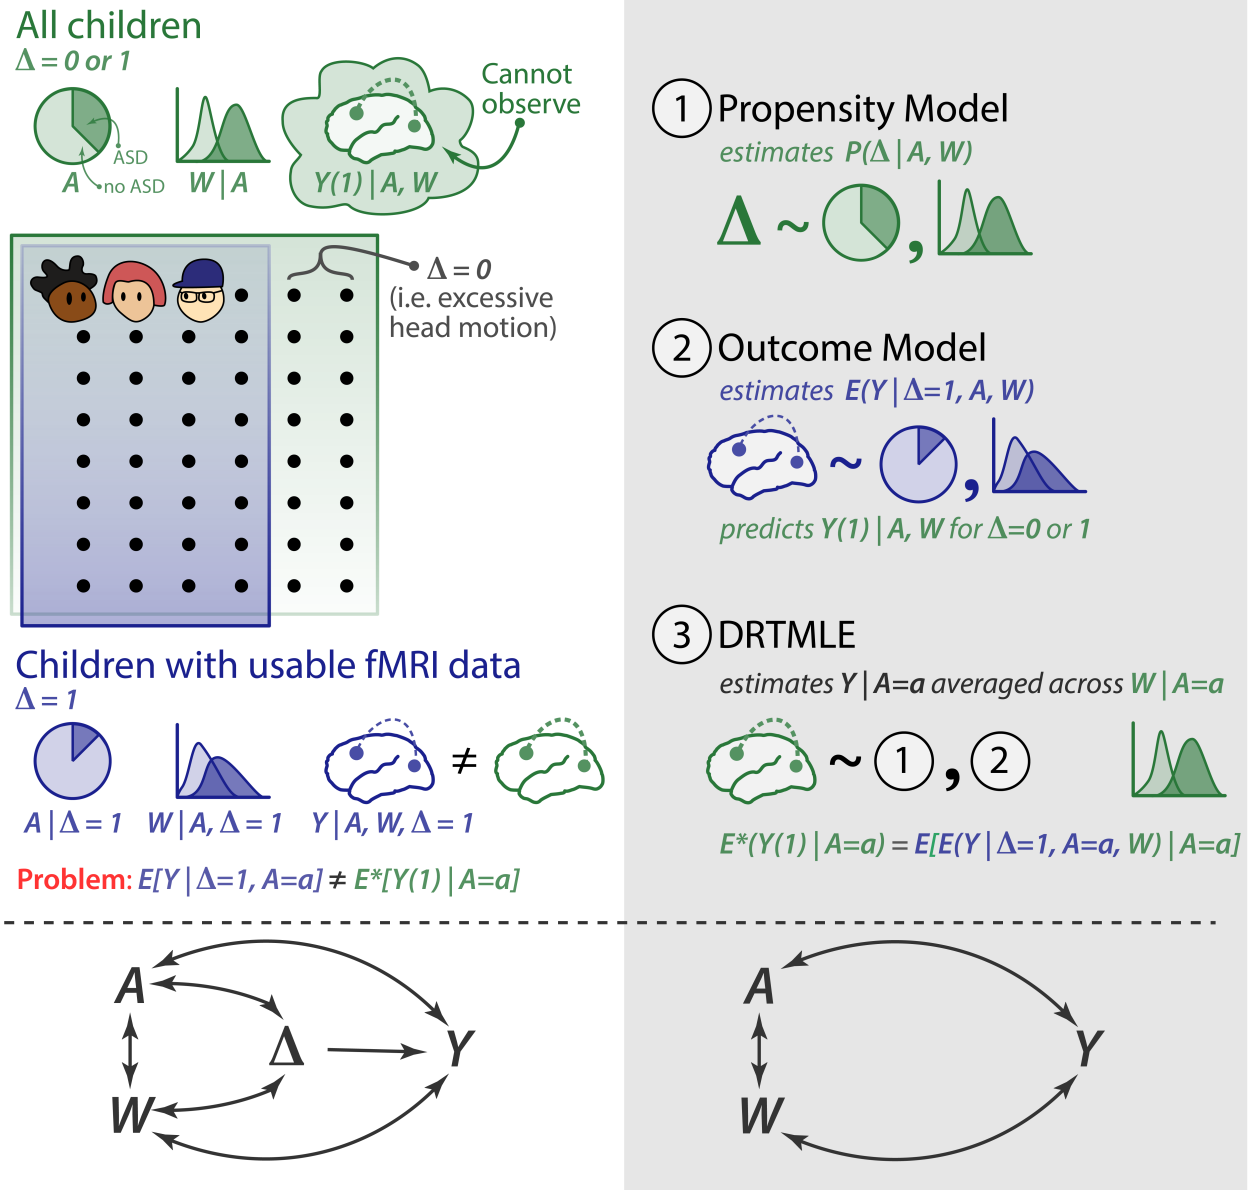 All children
Δ = 0 or 1
Cannot
observe
ASD
no ASD
A
W | A
Y(1) | A, W
Δ = 0
(i.e. excessive
head motion)
Children with usable fMRI data
Δ = 1
≠
A | Δ = 1
W | A, Δ = 1
Y | A, W, Δ = 1
Problem: E[Y | Δ=1, A=a] ≠ E*[Y(1) | A=a]
1 Propensity Model
estimates P(Δ | A, W)
Δ ~ ,
2 Outcome Model
estimates E(Y | Δ=1, A, W)
~ ,
predicts Y(1) | A, W for Δ=0 or 1
3 DRTMLE
estimates Y | A=a averaged across W | A=a
~ 1 , 2
E*(Y(1) | A=a) = E[E(Y | Δ=1, A=a, W) | A=a]
A
Δ
Y
W
A
Y
W